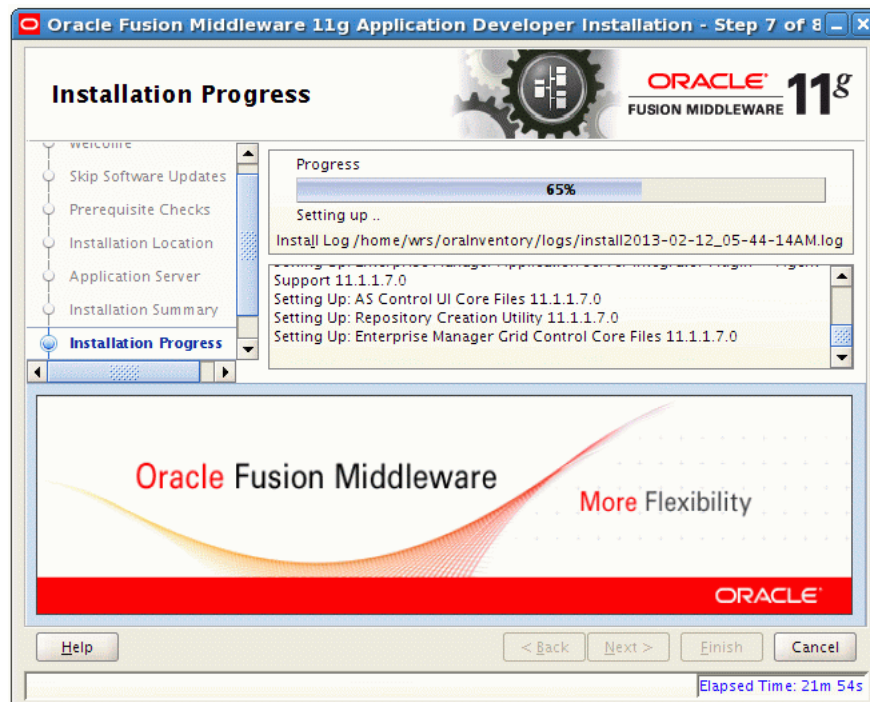 Oracle Fusion Middleware 11g Application Developer Installation - Step 7 of 8
Installation Progress
ORACLE
FUSION MIDDLEWARE
11g
Welcome
Skip Software Updates
Prerequisite Checks
Installation Location
Application Server
Installation Summary
Installation Progress
Progress
65%
Setting up ..
Install Log /home/wrs/oraInventory/logs/install2013-02-12_05-44-14AM.log
Support 11.1.1.7.0
Setting Up: AS Control UI Core Files 11.1.1.7.0
Setting Up: Repository Creation Utility 11.1.1.7.0
Setting Up: Enterprise Manager Grid Control Core Files 11.1.1.7.0
Oracle Fusion Middleware
More Flexibility
ORACLE
Help
< Back
Next >
Finish
Cancel
Elapsed Time: 21m 54s